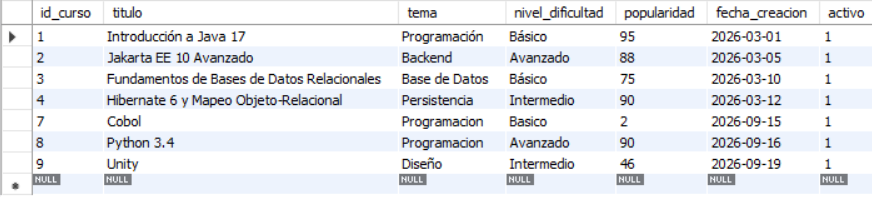 id_curso titulo tema nivel_dificultad popularidad fecha_creacion activo
1 Introducción a Java 17 Programación Básico 95 2026-03-01 1
2 Jakarta EE 10 Avanzado Backend Avanzado 88 2026-03-05 1
3 Fundamentos de Bases de Datos Relacionales Base de Datos Básico 75 2026-03-10 1
4 Hibernate 6 y Mapeo Objeto-Relacional Persistencia Intermedio 90 2026-03-12 1
7 Cobol Programacion Basico 2 2026-09-15 1
8 Python 3.4 Programacion Avanzado 90 2026-09-16 1
9 Unity Diseño Intermedio 46 2026-09-19 1
NULL NULL NULL NULL NULL NULL NULL